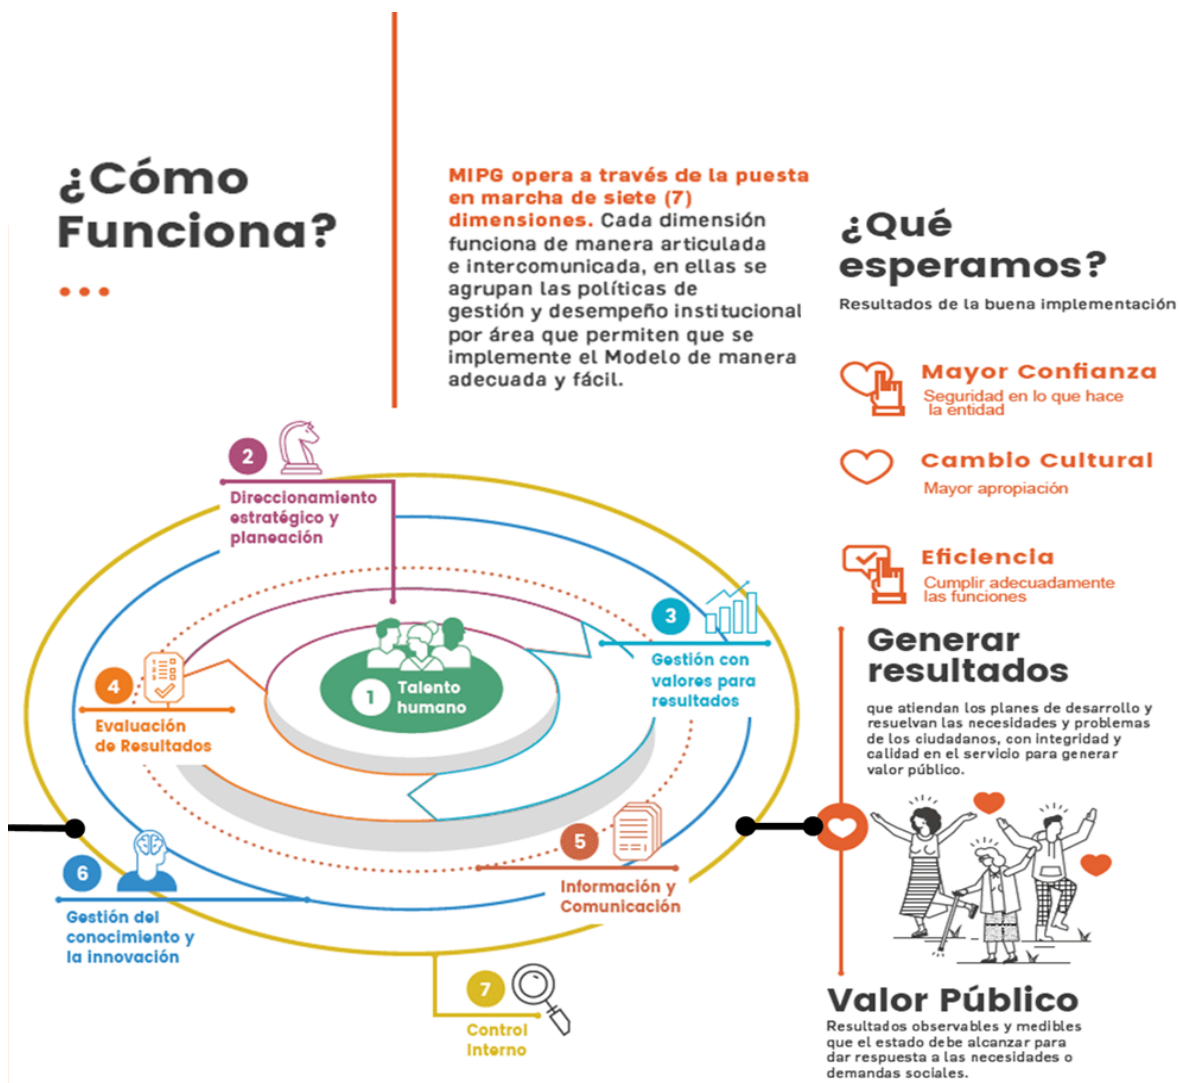 ¿Cómo
Funciona?
MIPG opera a través de la puesta
en marcha de siete (7)
dimensiones. Cada dimensión
funciona de manera articulada
e intercomunicada, en ellas se
agrupan las políticas de
gestión y desempeño institucional
por área que permiten que se
implemente el Modelo de manera
adecuada y fácil.
¿Qué
esperamos?
Resultados de la buena implementación
Mayor Confianza
Seguridad en lo que hace
la entidad
Cambio Cultural
Mayor apropiación
Eficiencia
Cumplir adecuadamente
las funciones
Generar
resultados
que atiendan los planes de desarrollo y
resuelvan las necesidades y problemas
de los ciudadanos, con integridad y
calidad en el servicio para generar
valor público.
Valor Público
Resultados observables y medibles
que el estado debe alcanzar para
dar respuesta a las necesidades o
demandas sociales.
1
Talento
humano
2
Direccionamiento
estratégico y
planeación
3
Gestión con
valores para
resultados
4
Evaluación
de Resultados
5
Información y
Comunicación
6
Gestión del
conocimiento y
la innovación
7
Control
Interno